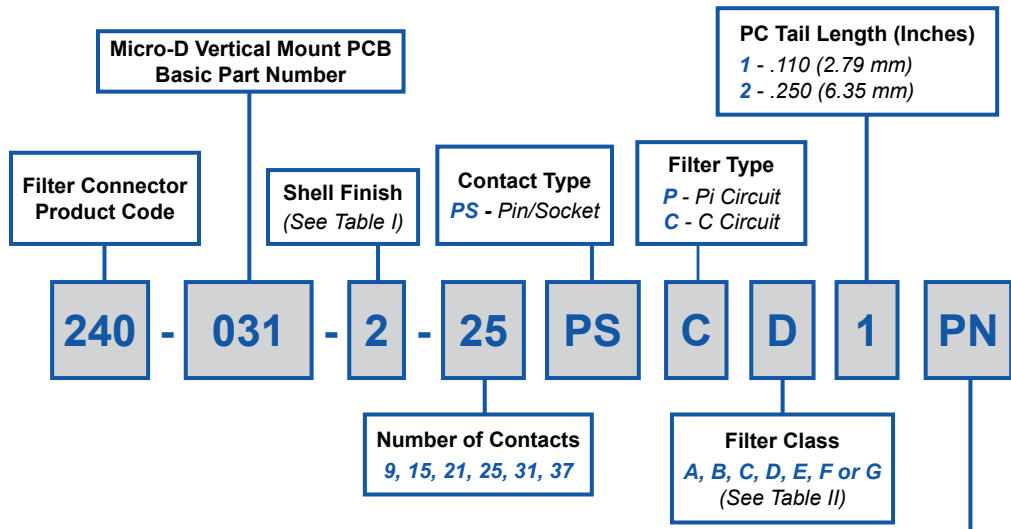 Micro-D Vertical Mount PCB
Basic Part Number
PC Tail Length (Inches)
1 - .110 (2.79 mm)
2 - .250 (6.35 mm)
Filter Connector
Product Code
Shell Finish
(See Table I)
Contact Type
PS - Pin/Socket
Filter Type
P - Pi Circuit
C - C Circuit
240 - 031 - 2 - 25 PS C D 1 PN
Number of Contacts
9, 15, 21, 25, 31, 37
Filter Class
A, B, C, D, E, F or G
(See Table II)